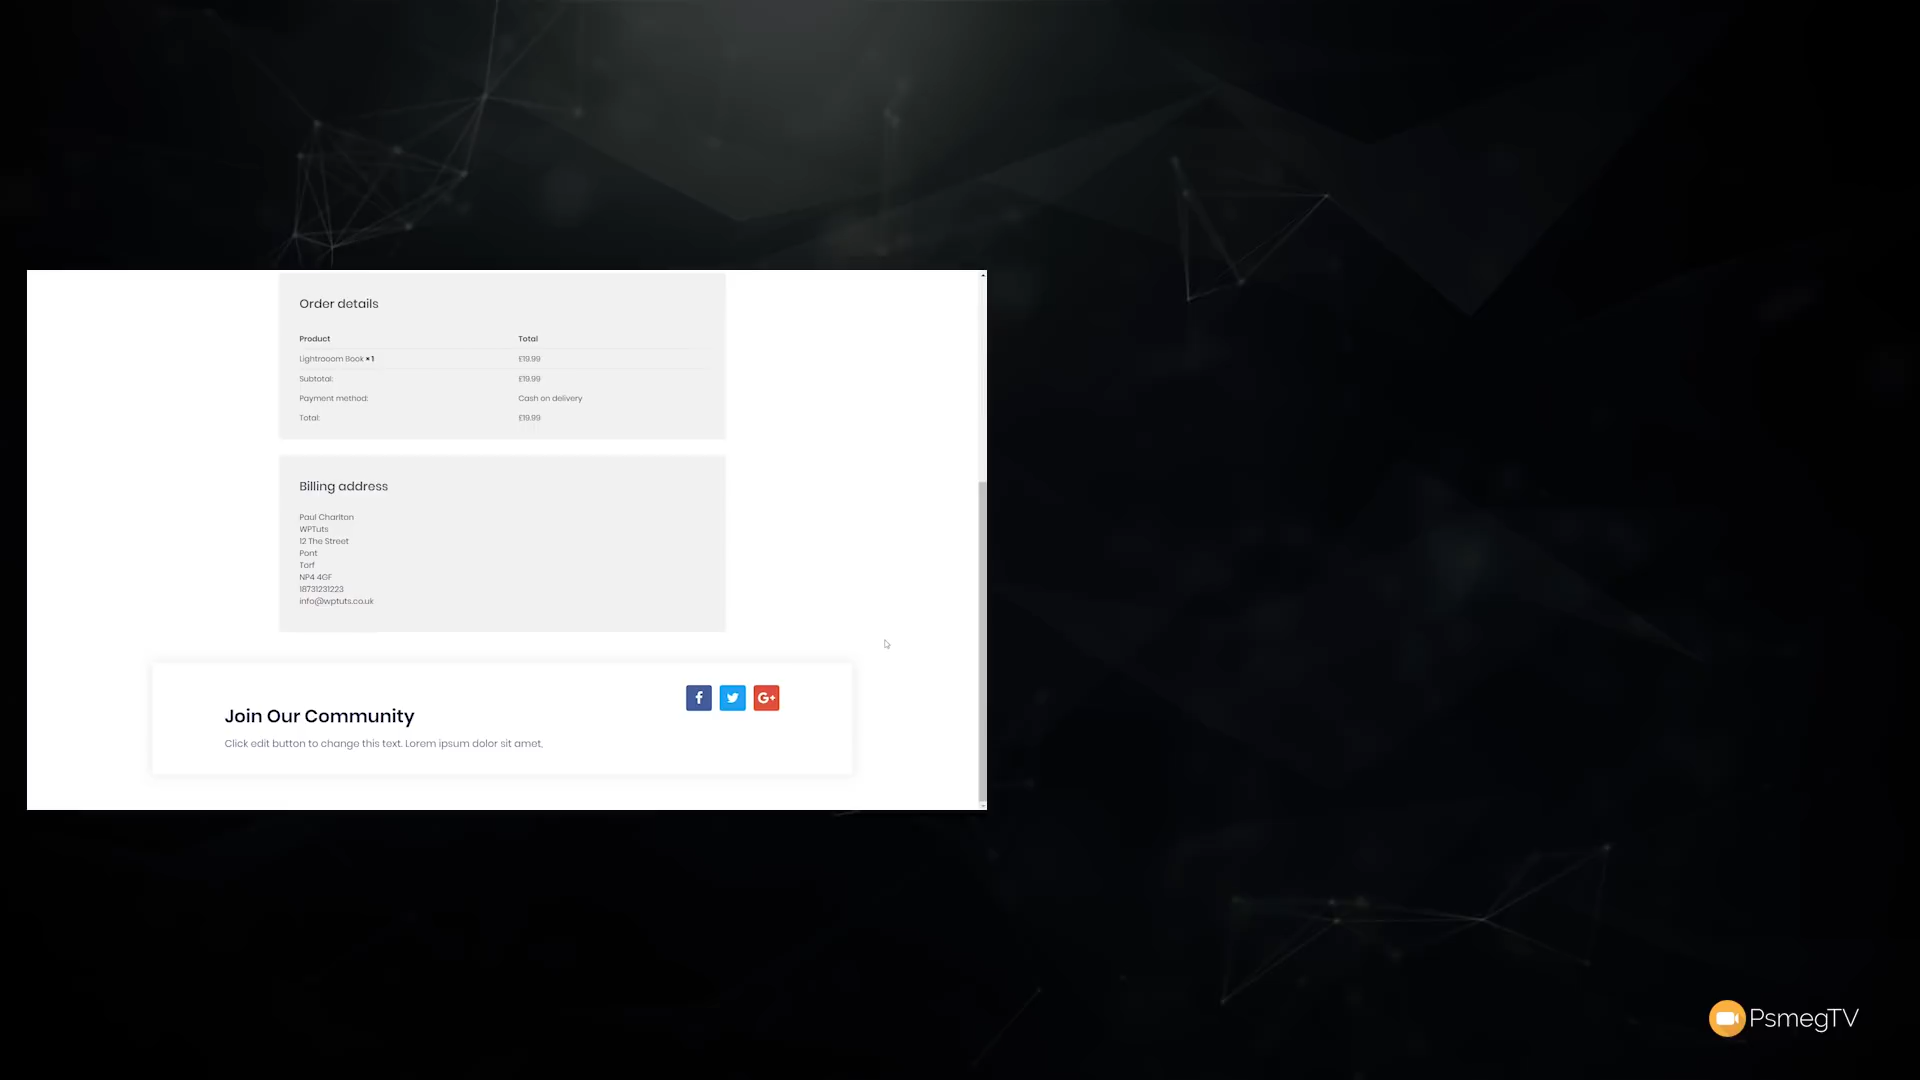 Order details
Product Total
Lightrooom Book × 1 £19.99
Subtotal: £19.99
Payment method: Cash on delivery
Total: £19.99
Billing address
Paul Charlton
WPTuts
12 The Street
Pont
Torf
NP4 4GF
18731231223
info@wptuts.co.uk
Join Our Community
Click edit button to change this text. Lorem ipsum dolor sit amet,
f
G+
PsmegTV